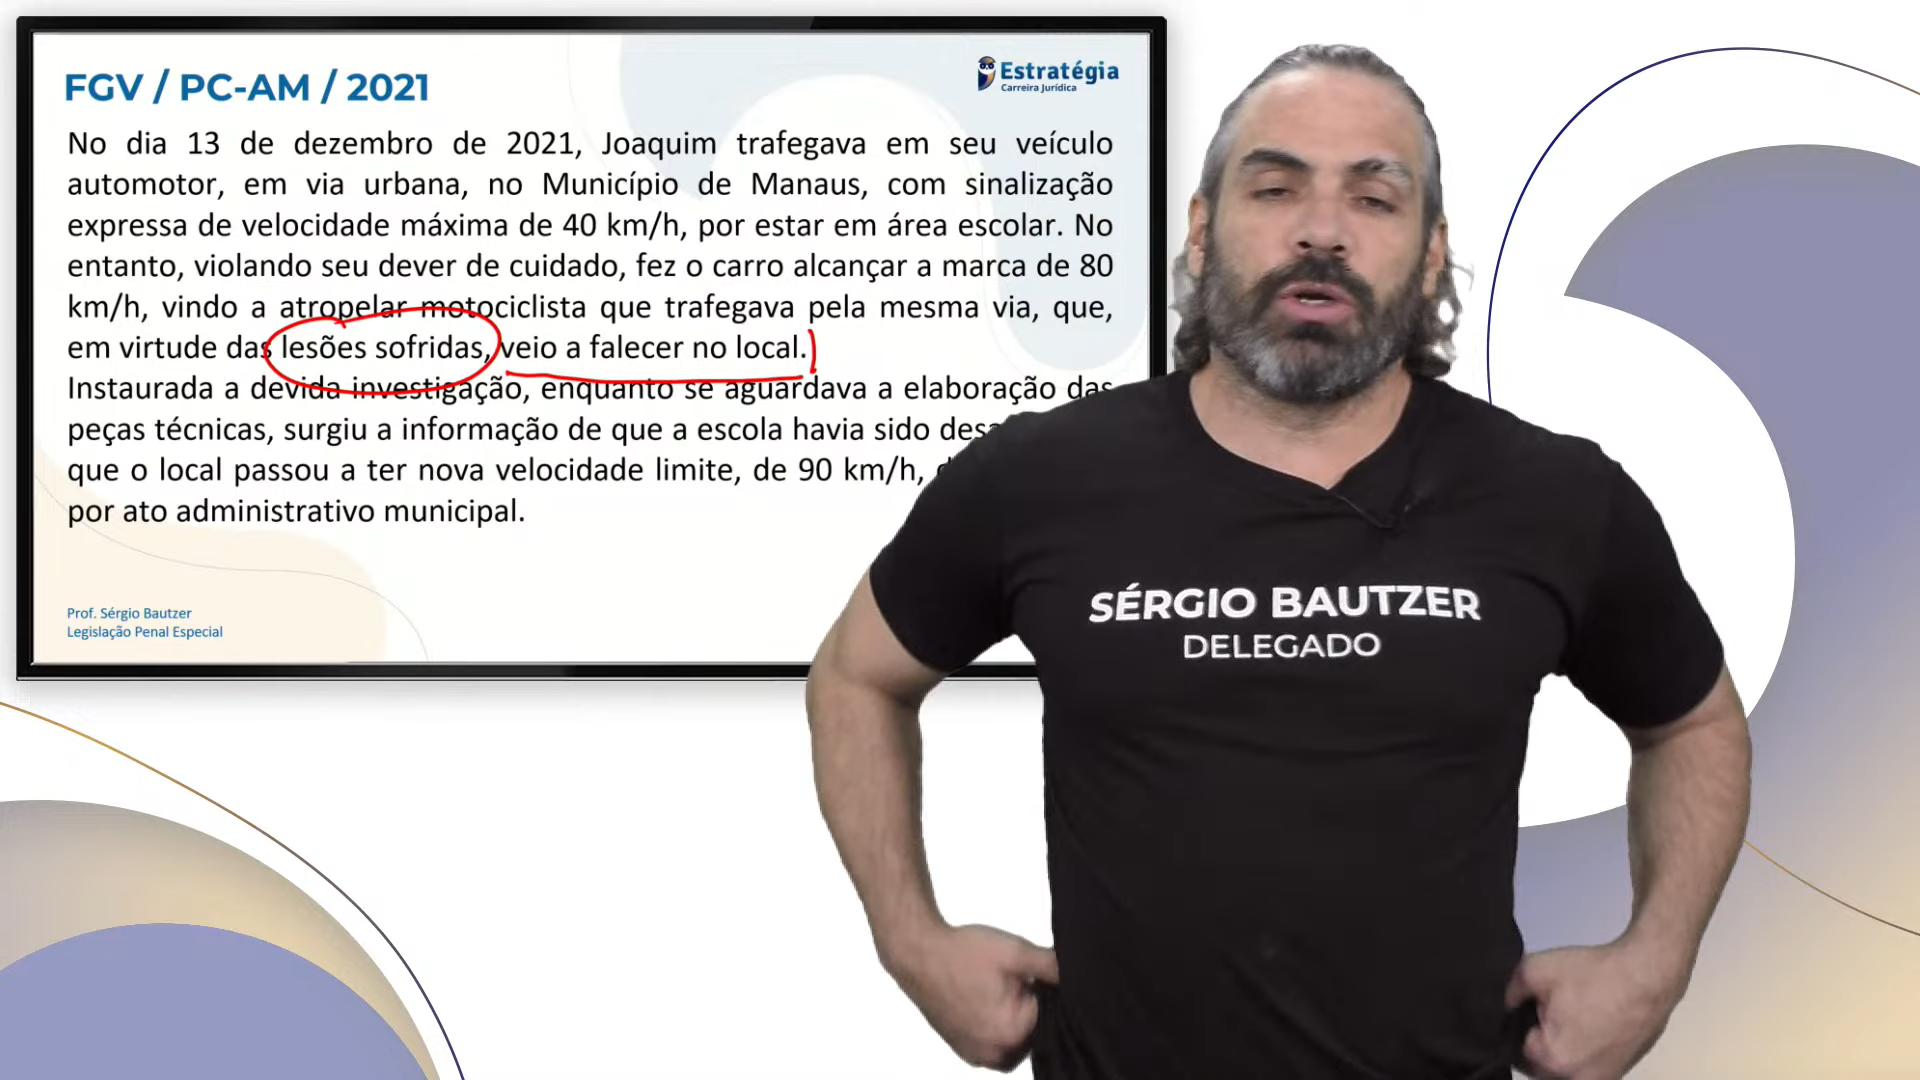 FGV / PC-AM / 2021
Estratégia
Carreira Jurídica
No dia 13 de dezembro de 2021, Joaquim trafegava em seu veículo
automotor, em via urbana, no Município de Manaus, com sinalização
expressa de velocidade máxima de 40 km/h, por estar em área escolar. No
entanto, violando seu dever de cuidado, fez o carro alcançar a marca de 80
km/h, vindo a atropelar motociclista que trafegava pela mesma via, que,
em virtude das lesões sofridas, veio a falecer no local.
Instaurada a devida investigação, enquanto se aguardava a elaboração das
peças técnicas, surgiu a informação de que a escola havia sido
que o local passou a ter nova velocidade limite, de 90 km/h,
por ato administrativo municipal.
Prof. Sérgio Bautzer
Legislação Penal Especial
SÉRGIO BAUTZER
DELEGADO